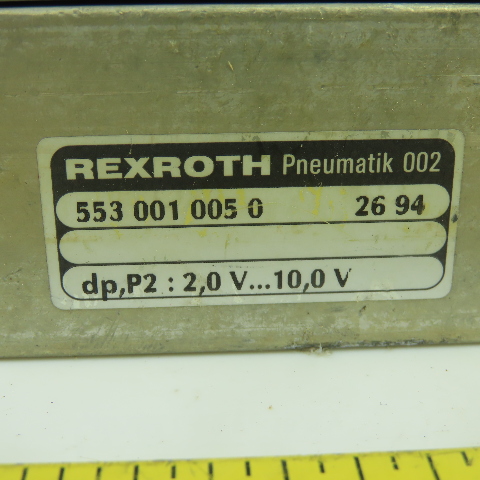 REXROTH Pneumatik 002
553 001 005 0 26 94
dp,P2 : 2,0 V...10,0 V